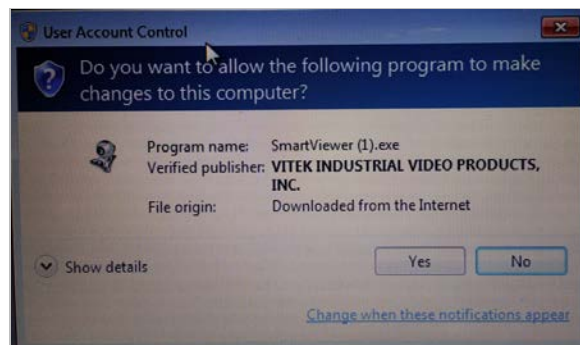 User Account Control
Do you want to allow the following program to make
changes to this computer?
Program name: SmartViewer (1).exe
Verified publisher: VITEK INDUSTRIAL VIDEO PRODUCTS,
INC.
File origin: Downloaded from the Internet
Show details
Yes
No
Change when these notifications appear